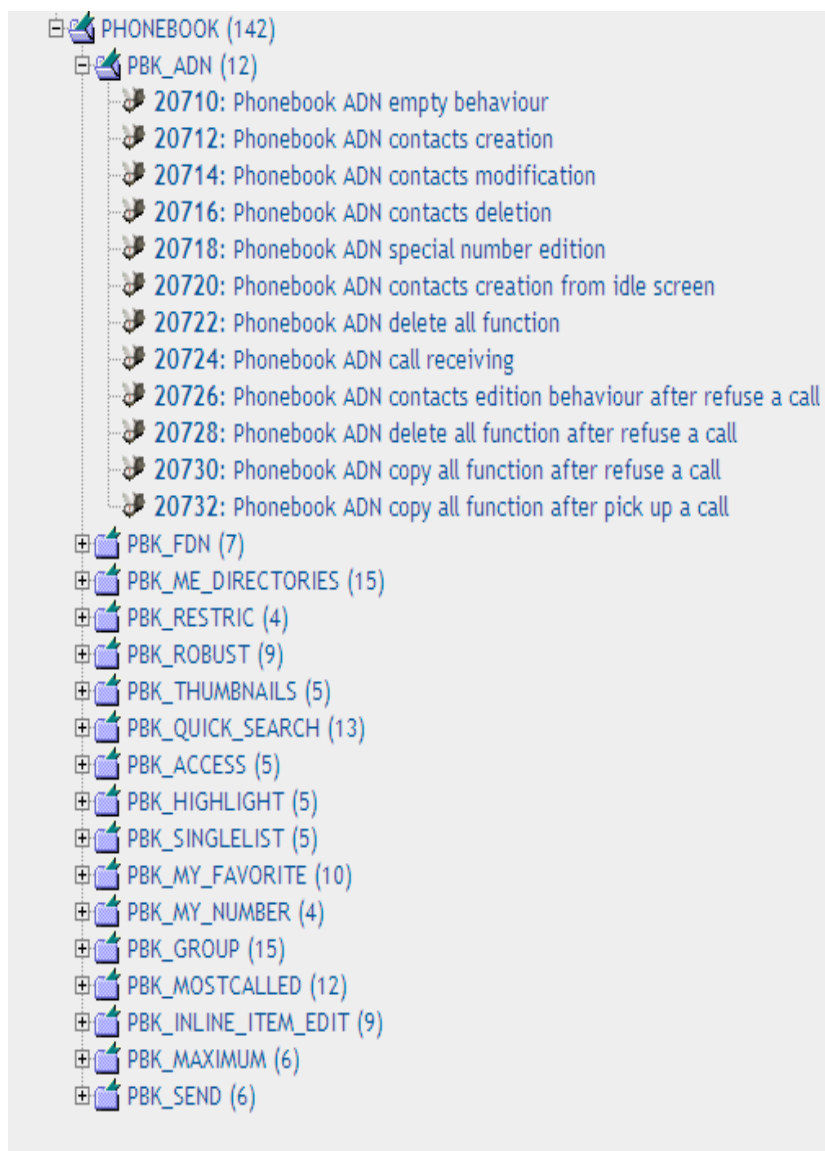 PHONEBOOK (142)
PBK_ADN (12)
20710: Phonebook ADN empty behaviour
20712: Phonebook ADN contacts creation
20714: Phonebook ADN contacts modification
20716: Phonebook ADN contacts deletion
20718: Phonebook ADN special number edition
20720: Phonebook ADN contacts creation from idle screen
20722: Phonebook ADN delete all function
20724: Phonebook ADN call receiving
20726: Phonebook ADN contacts edition behaviour after refuse a call
20728: Phonebook ADN delete all function after refuse a call
20730: Phonebook ADN copy all function after refuse a call
20732: Phonebook ADN copy all function after pick up a call
PBK_FDN (7)
PBK_ME_DIRECTORIES (15)
PBK_RESTRIC (4)
PBK_ROBUST (9)
PBK_THUMBNAILS (5)
PBK_QUICK_SEARCH (13)
PBK_ACCESS (5)
PBK_HIGHLIGHT (5)
PBK_SINGLELIST (5)
PBK_MY_FAVORITE (10)
PBK_MY_NUMBER (4)
PBK_GROUP (15)
PBK_MOSTCALLED (12)
PBK_INLINE_ITEM_EDIT (9)
PBK_MAXIMUM (6)
PBK_SEND (6)